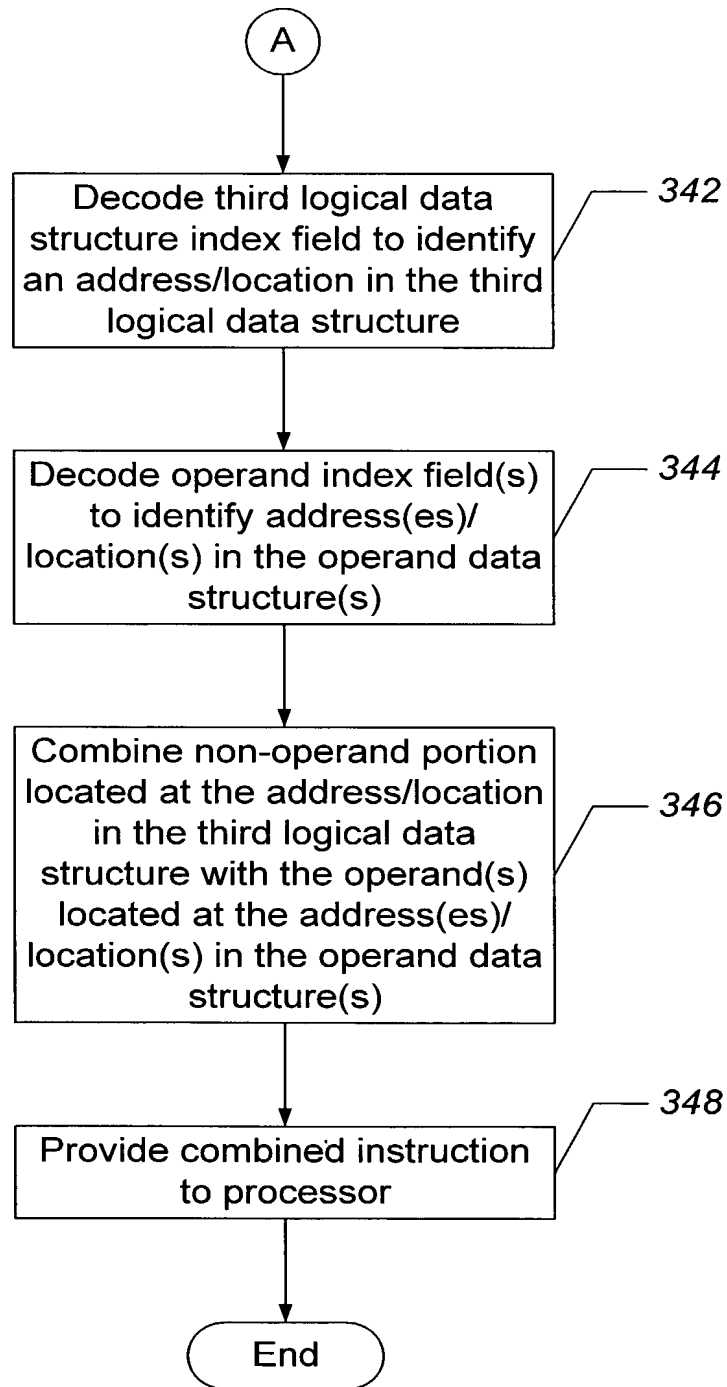 A
Decode third logical data
structure index field to identify
an address/location in the third
logical data structure
342
Decode operand index field(s)
to identify address(es)/
location(s) in the operand data
structure(s)
344
Combine non-operand portion
located at the address/location
in the third logical data
structure with the operand(s)
located at the address(es)/
location(s) in the operand data
structure(s)
346
Provide combined instruction
to processor
348
End